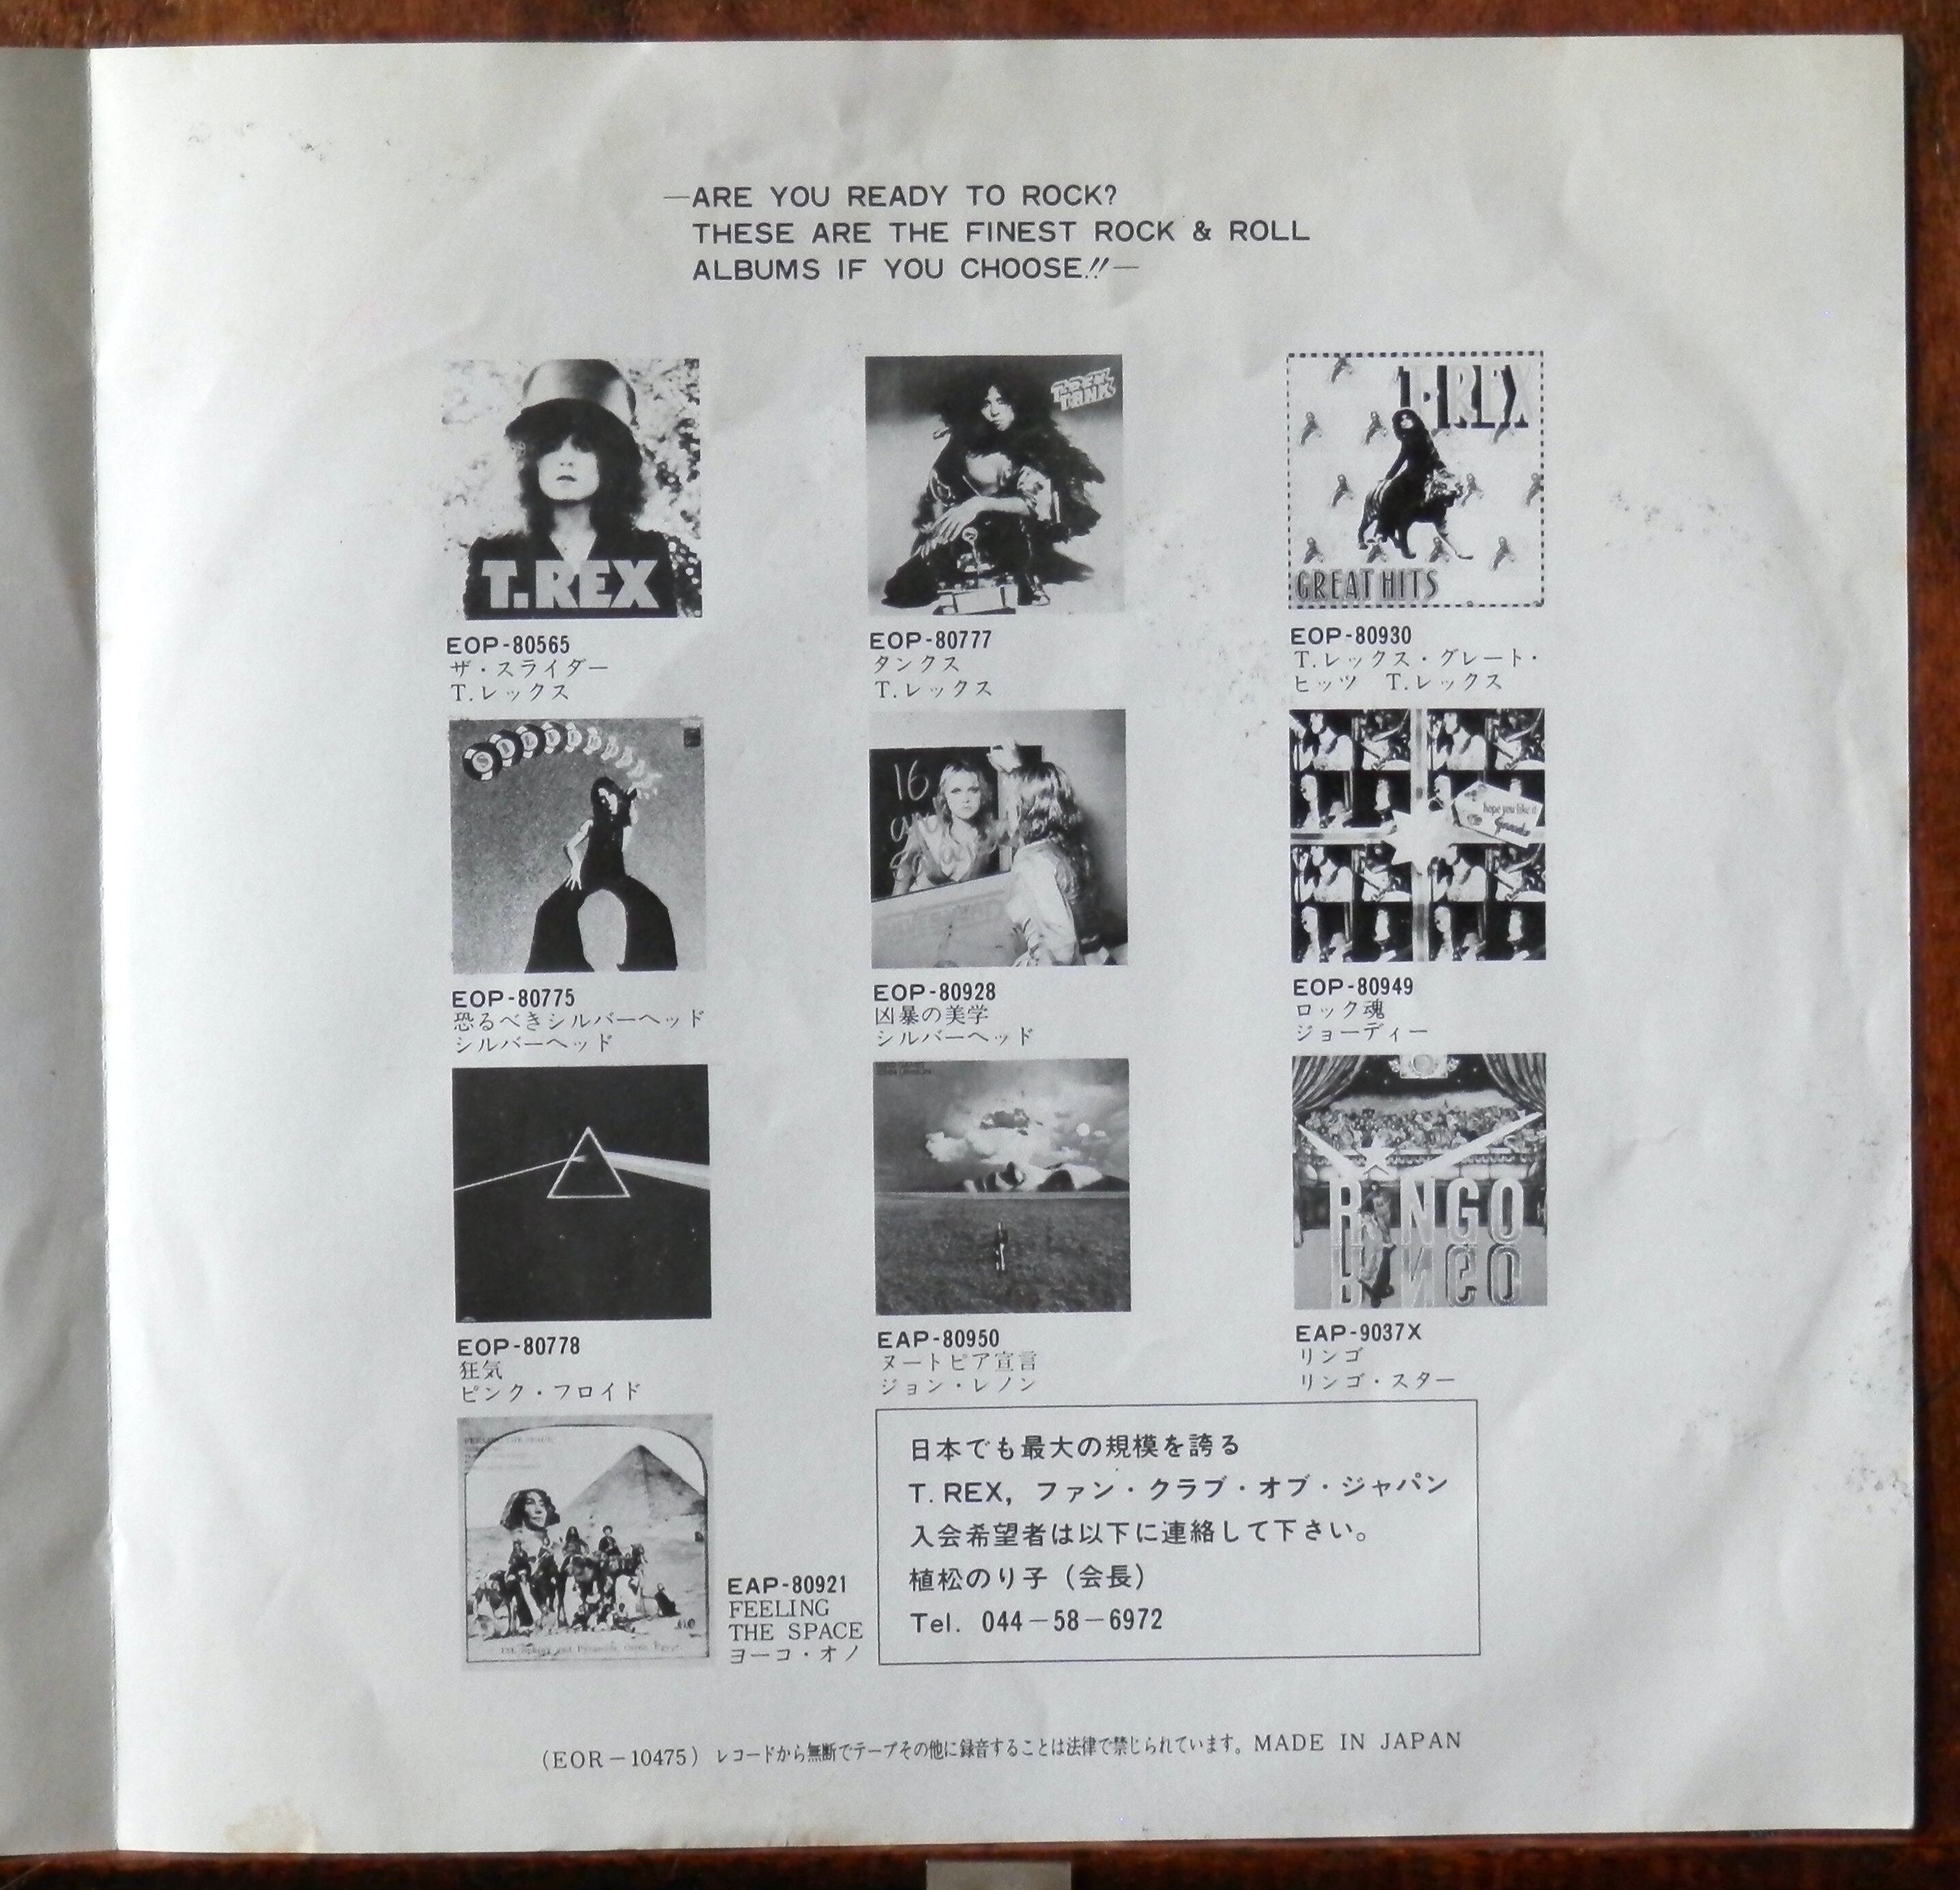 —ARE YOU READY TO ROCK?
THESE ARE THE FINEST ROCK & ROLL
ALBUMS IF YOU CHOOSE!!—
T.REX
TANX
T·REX
GREAT HITS
EOP-80565
ザ・スライダー
T.レックス
EOP-80777
タンクス
T.レックス
EOP-80930
T.レックス・グレート・
ヒッツ T.レックス
16
hope you like it
EOP-80775
恐るべきシルバーヘッド
シルバーヘッド
EOP-80928
凶暴の美学
シルバーヘッド
EOP-80949
ロック魂
ジョーディー
RINGO
EOP-80778
狂気
ピンク・フロイド
EAP-80950
ヌートピア宣言
ジョン・レノン
EAP-9037X
リンゴ
リンゴ・スター
EAP-80921
FEELING
THE SPACE
ヨーコ・オノ
日本でも最大の規模を誇る
T. REX, ファン・クラブ・オブ・ジャパン
入会希望者は以下に連絡して下さい。
植松のり子(会長)
Tel. 044-58-6972
(EOR-10475) レコードから無断でテープその他に録音することは法律で禁じられています。MADE IN JAPAN